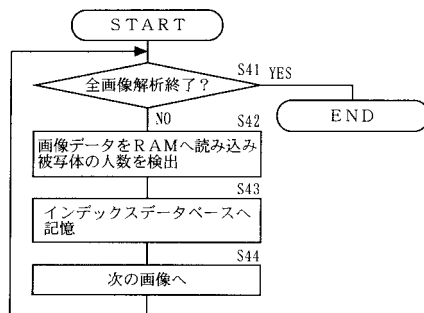 START
S41
YES
全画像解析終了?
END
NO
S42
画像データをRAMへ読み込み
被写体の人数を検出
S43
インデックスデータベースへ
記憶
S44
次の画像へ